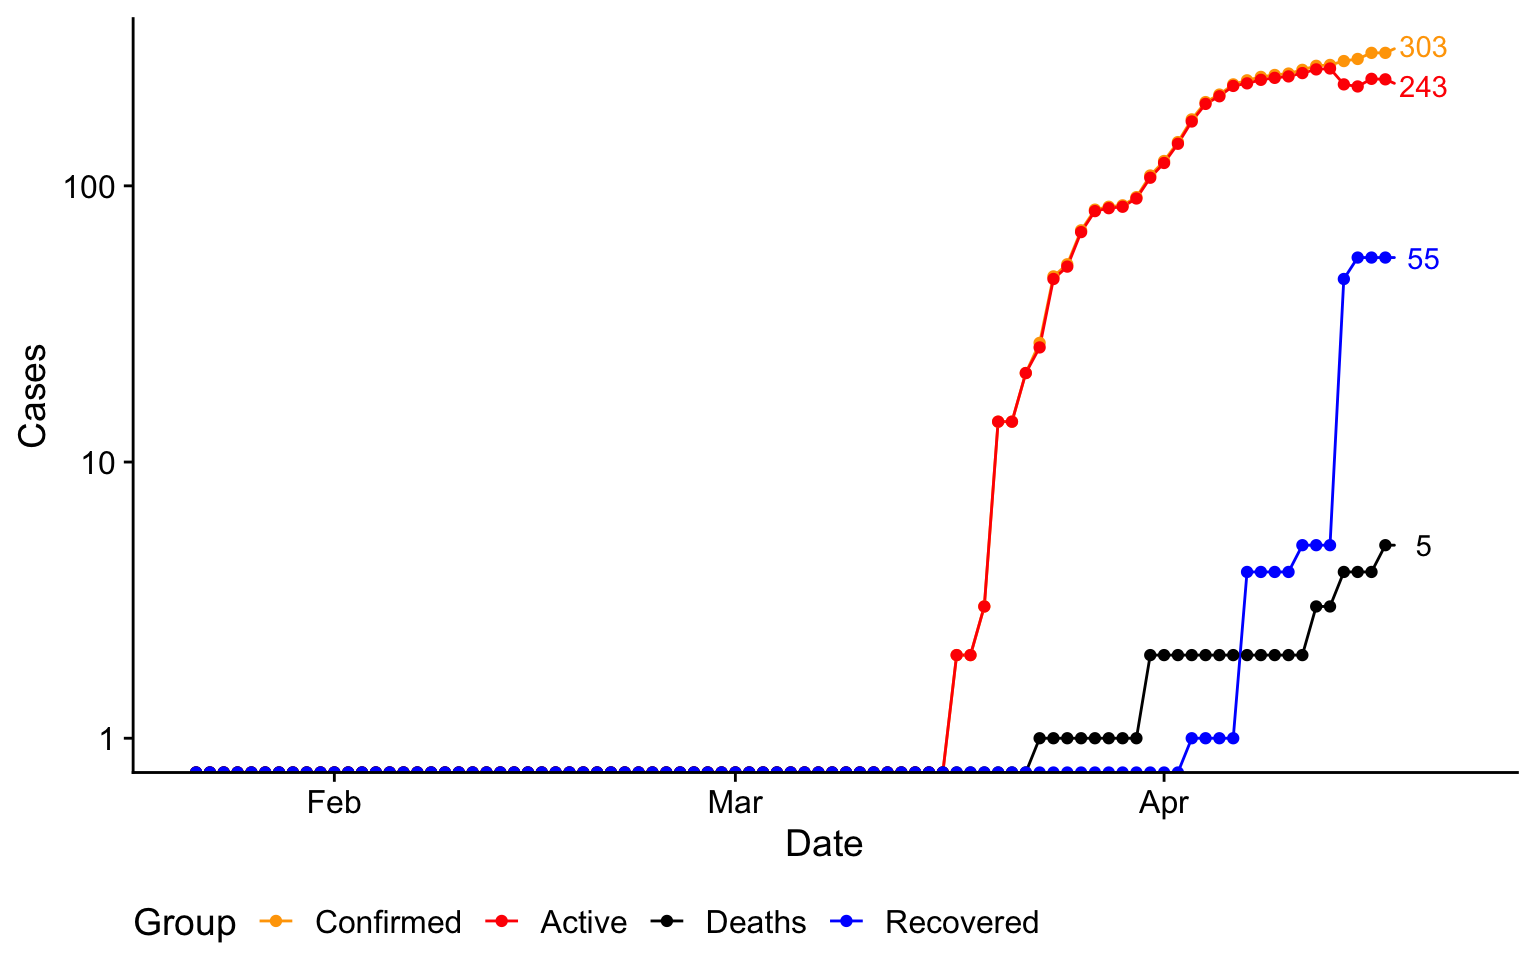 303
243
100
55
Cases
10
5
1
Feb Mar Apr
Date
Group Confirmed Active Deaths Recovered